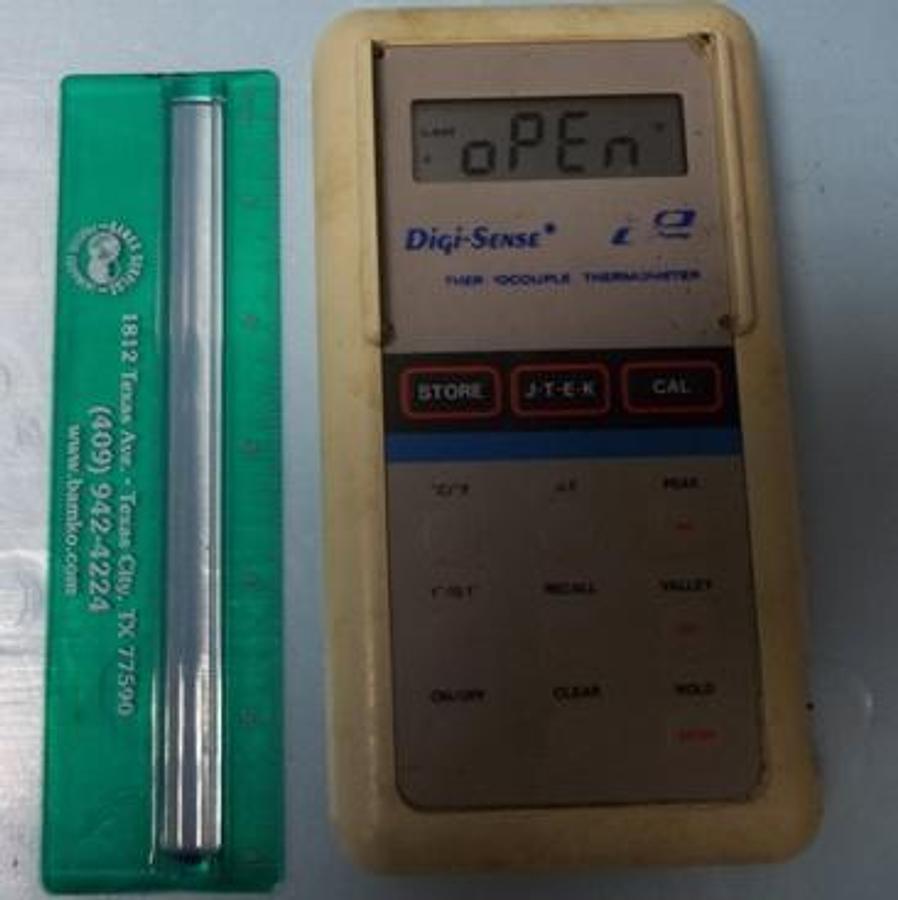 1812 Texas Ave. - Texas City, TX 77590
(409) 942-4224
www.bamko.com
oPEn
Digi-Sense®
THERMOCOUPLE THERMOMETER
STORE J-T-E-K CAL
°C/°F PEAK
RECALL VALLEY
ON/OFF CLEAR HOLD